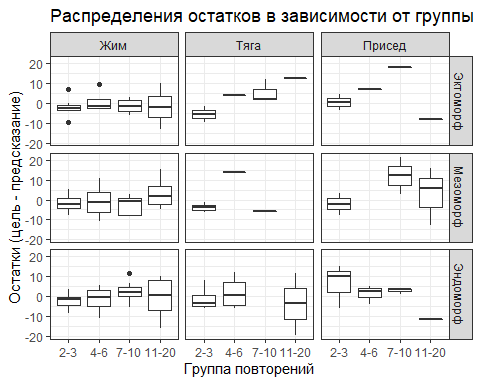 Распределения остатков в зависимости от группы
Жим Тяга Присед
Остатки (цель - предсказание)
20
10
0
-10
-20
Эктоморф
20
10
0
-10
-20
Мезоморф
20
10
0
-10
-20
Эндоморф
2-3 4-6 7-10 11-20 2-3 4-6 7-10 11-20 2-3 4-6 7-10 11-20
Группа повторений